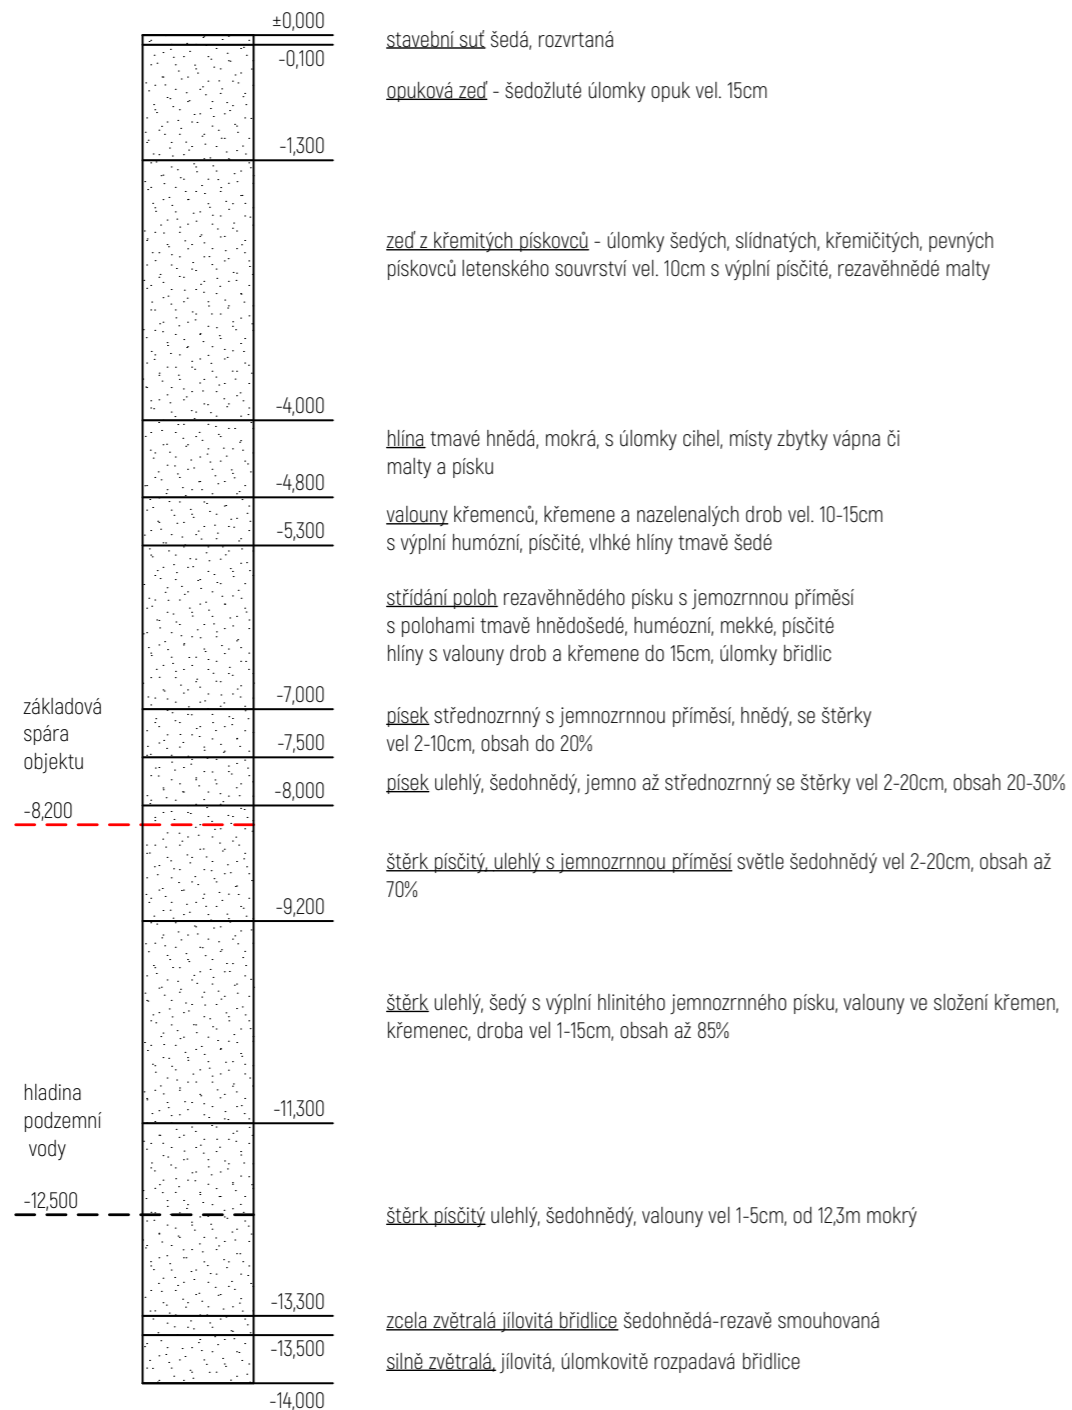 ±0,000
stavební suť šedá, rozvrtaná
-0,100
opuková zeď - šedožluté úlomky opuk vel. 15cm
-1,300
zeď z křemitých pískovců - úlomky šedých, slídnatých, křemičitých, pevných
pískovců letenského souvrství vel. 10cm s výplní písčité, rezavěhnědé malty
-4,000
hlína tmavé hnědá, mokrá, s úlomky cihel, místy zbytky vápna či
malty a písku
-4,800
valouny křemenců, křemene a nazelenalých drob vel. 10-15cm
s výplní humózní, písčité, vlhké hlíny tmavě šedé
-5,300
střídání poloh rezavěhnědého písku s jemozrnnou příměsí
s polohami tmavě hnědošedé, huméozní, mekké, písčité
hlíny s valouny drob a křemene do 15cm, úlomky břidlic
-7,000
základová
spára
objektu
-8,200
písek střednozrnný s jemnozrnnou příměsí, hnědý, se štěrky
vel 2-10cm, obsah do 20%
-7,500
písek ulehlý, šedohnědý, jemno až střednozrnný se štěrky vel 2-20cm, obsah 20-30%
-8,000
štěrk písčitý, ulehlý s jemnozrnnou příměsí světle šedohnědý vel 2-20cm, obsah až
70%
-9,200
štěrk ulehlý, šedý s výplní hlinitého jemnozrnného písku, valouny ve složení křemen,
křemenec, droba vel 1-15cm, obsah až 85%
hladina
podzemní
vody
-12,500
-11,300
štěrk písčitý ulehlý, šedohnědý, valouny vel 1-5cm, od 12,3m mokrý
-13,300
zcela zvětralá jílovitá břidlice šedohnědá-rezavě smouhovaná
-13,500
silně zvětralá, jílovitá, úlomkovitě rozpadavá břidlice
-14,000